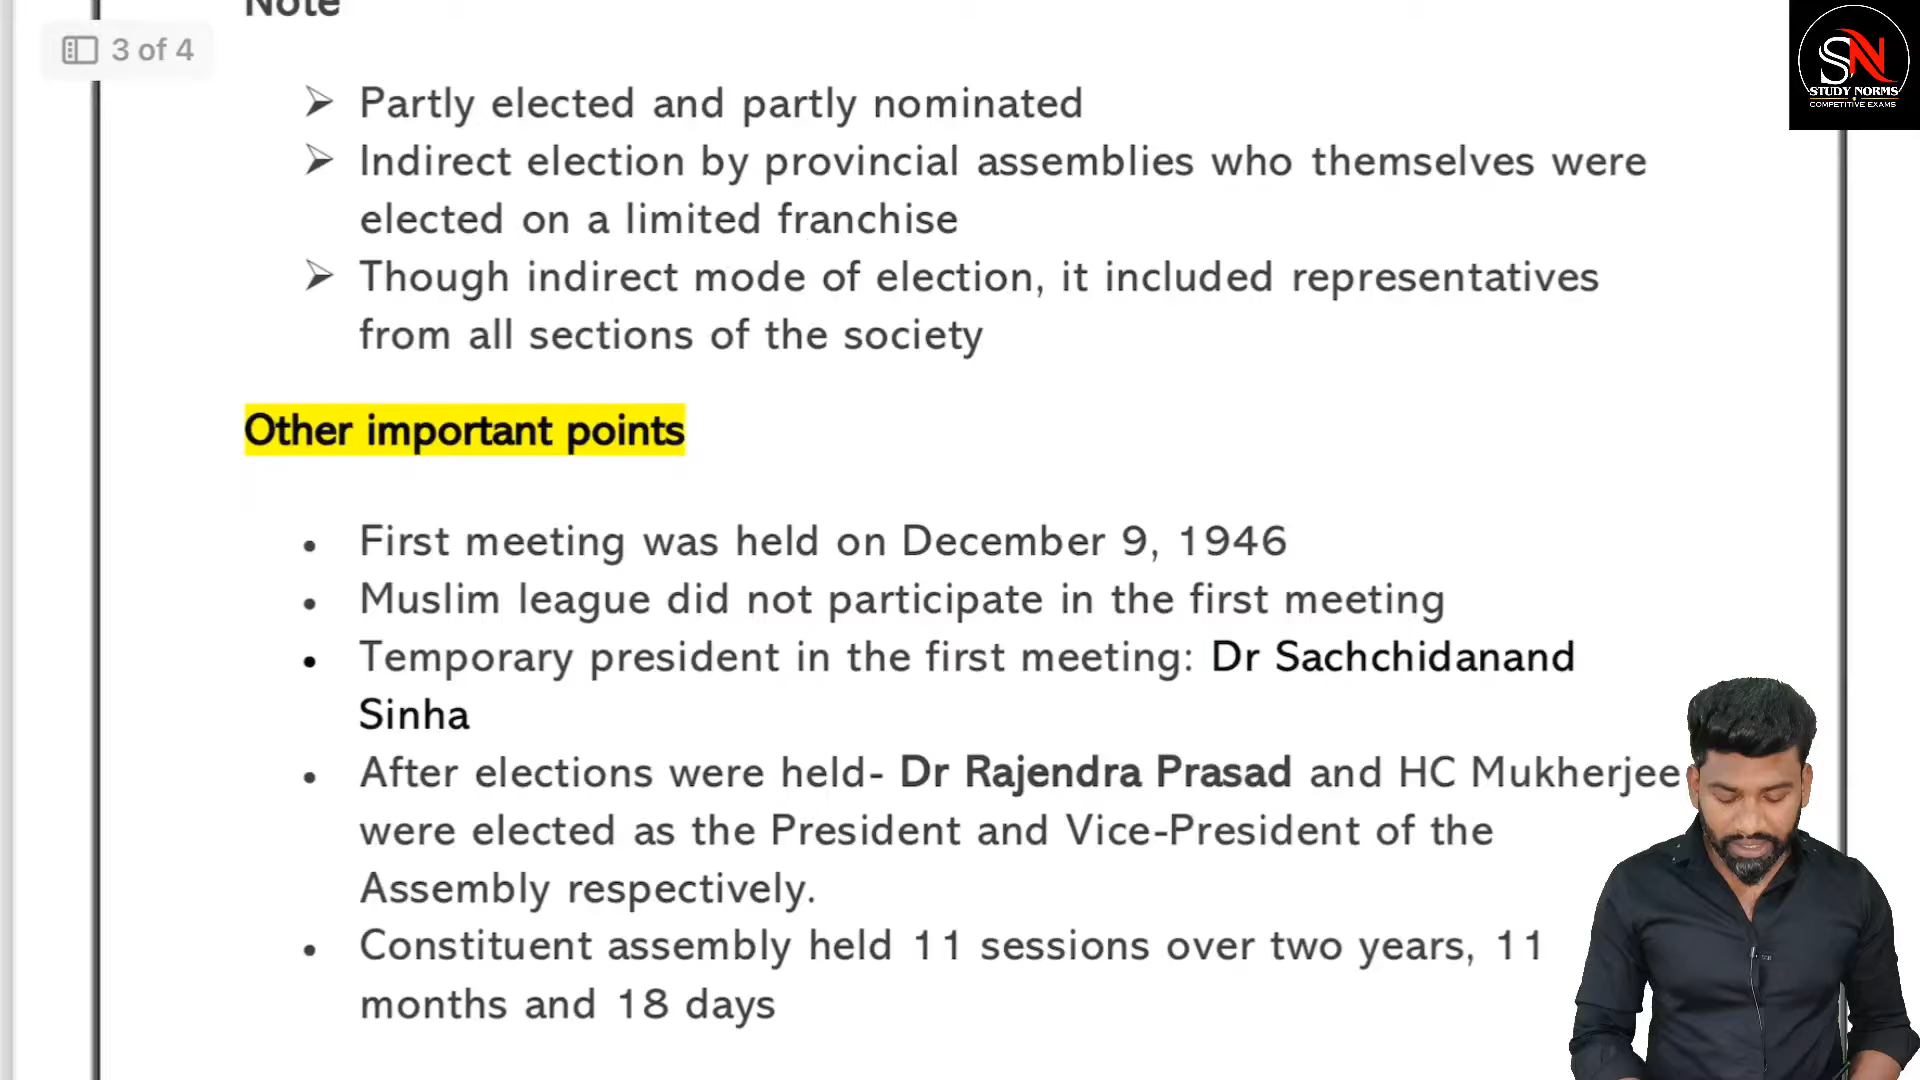 Note
3 of 4
SN
STUDY NORMS
COMPETITIVE EXAMS
➢ Partly elected and partly nominated
➢ Indirect election by provincial assemblies who themselves were
elected on a limited franchise
➢ Though indirect mode of election, it included representatives
from all sections of the society
Other important points
• First meeting was held on December 9, 1946
• Muslim league did not participate in the first meeting
• Temporary president in the first meeting: Dr Sachchidanand
Sinha
• After elections were held- Dr Rajendra Prasad and HC Mukherjee
were elected as the President and Vice-President of the
Assembly respectively.
• Constituent assembly held 11 sessions over two years, 11
months and 18 days